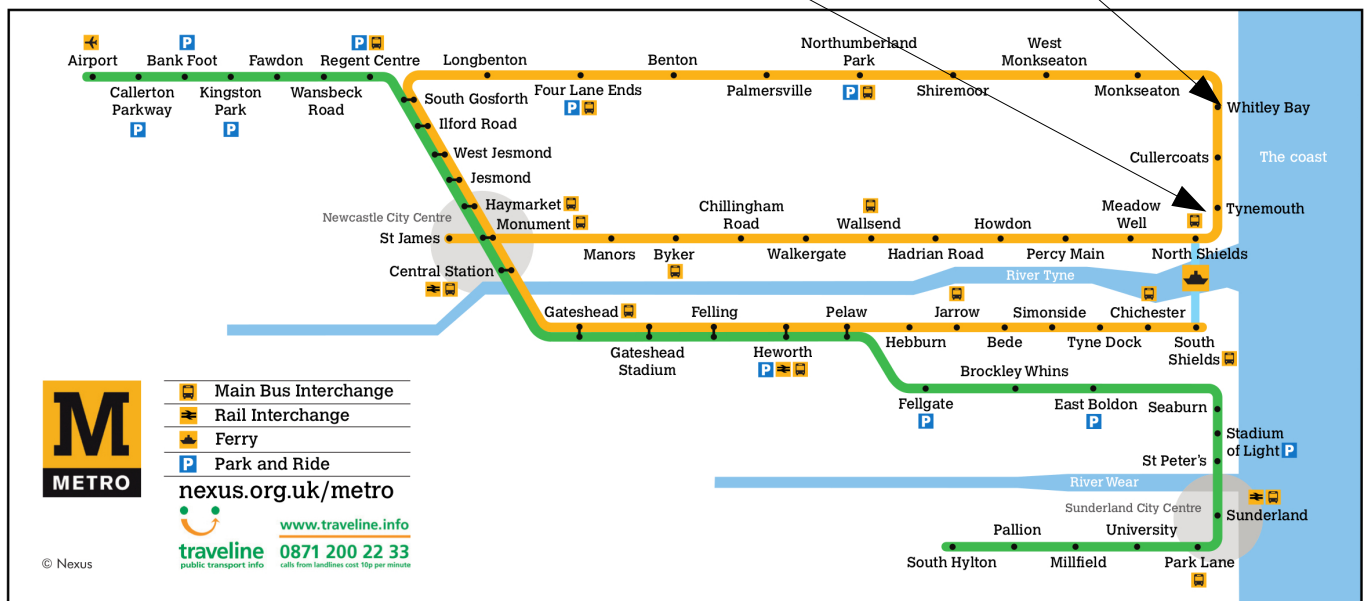 Airport
Callerton
Parkway
Bank Foot
Kingston
Park
Fawdon
Wansbeck
Road
Regent Centre
Longbenton
Four Lane Ends
Benton
Palmersville
Northumberland
Park
Shiremoor
West
Monkseaton
Monkseaton
Whitley Bay
Cullercoats
The coast
Tynemouth
South Gosforth
Ilford Road
West Jesmond
Jesmond
Haymarket
Newcastle City Centre
Monument
St James
Manors
Byker
Chillingham
Road
Walkergate
Wallsend
Hadrian Road
Howdon
Percy Main
Meadow
Well
North Shields
Central Station
River Tyne
Gateshead
Gateshead
Stadium
Felling
Heworth
Pelaw
Hebburn
Jarrow
Bede
Simonside
Tyne Dock
Chichester
South
Shields
Fellgate
Brockley Whins
East Boldon
Seaburn
Stadium
of Light
St Peter's
River Wear
Sunderland City Centre
Sunderland
Park Lane
University
Millfield
Pallion
South Hylton
M
METRO
Main Bus Interchange
Rail Interchange
Ferry
P
Park and Ride
nexus.org.uk/metro
traveline
public transport info
www.traveline.info
0871 200 22 33
calls from landlines cost 10p per minute
© Nexus